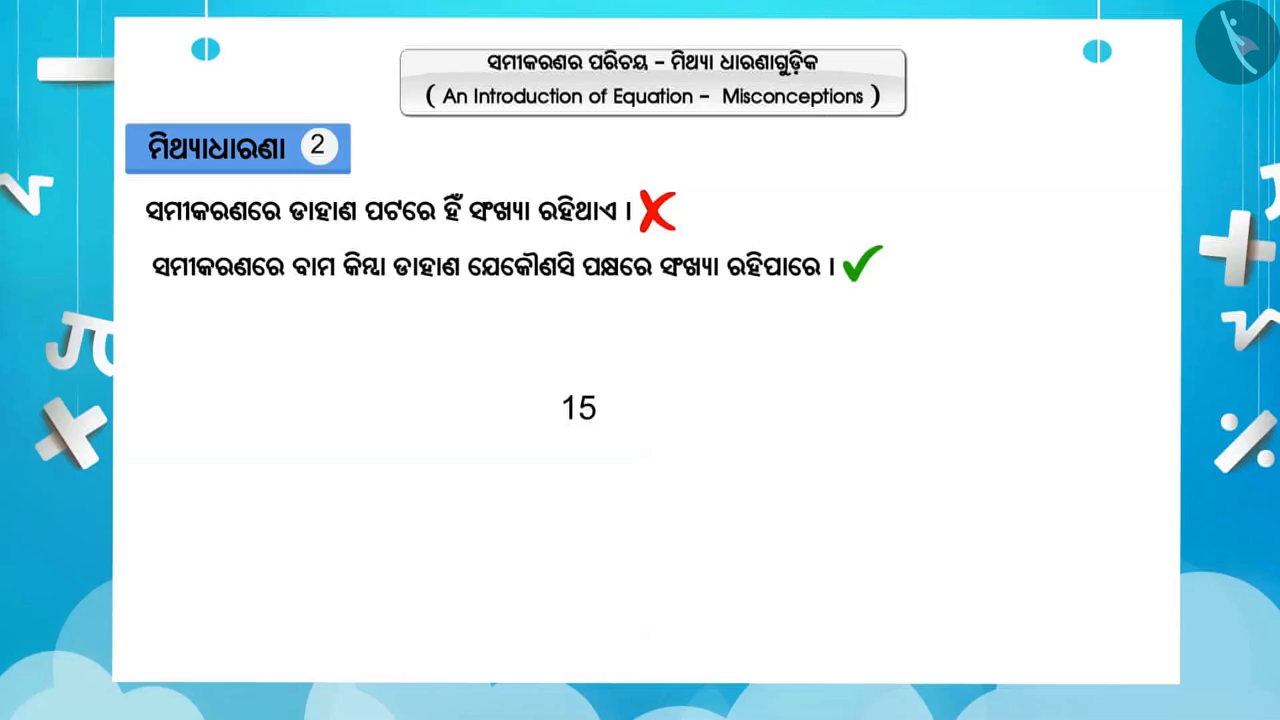 ସମୀକରଣର ପରିଚୟ - ମିଥ୍ୟା ଧାରଣାଗୁଡ଼ିକ
( An Introduction of Equation - Misconceptions )
ମିଥ୍ୟାଧାରଣା 2
ସମୀକରଣରେ ଡାହାଣ ପଟରେ ହିଁ ସଂଖ୍ୟା ରହିଥାଏ ।
ସମୀକରଣରେ ବାମ କିମ୍ବା ଡାହାଣ ଯେକୌଣସି ପକ୍ଷରେ ସଂଖ୍ୟା ରହିପାରେ ।
15